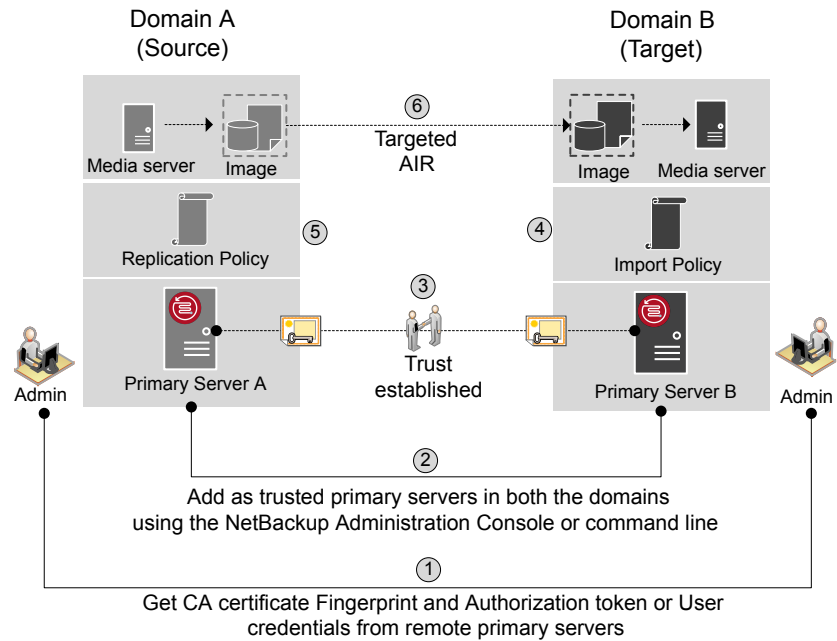 Domain A
(Source)
Domain B
(Target)
6
Targeted
AIR
Media server
Image
Image
Media server
5
4
Replication Policy
Import Policy
3
Trust
established
Admin
Primary Server A
Primary Server B
Admin
2
Add as trusted primary servers in both the domains
using the NetBackup Administration Console or command line
1
Get CA certificate Fingerprint and Authorization token or User
credentials from remote primary servers